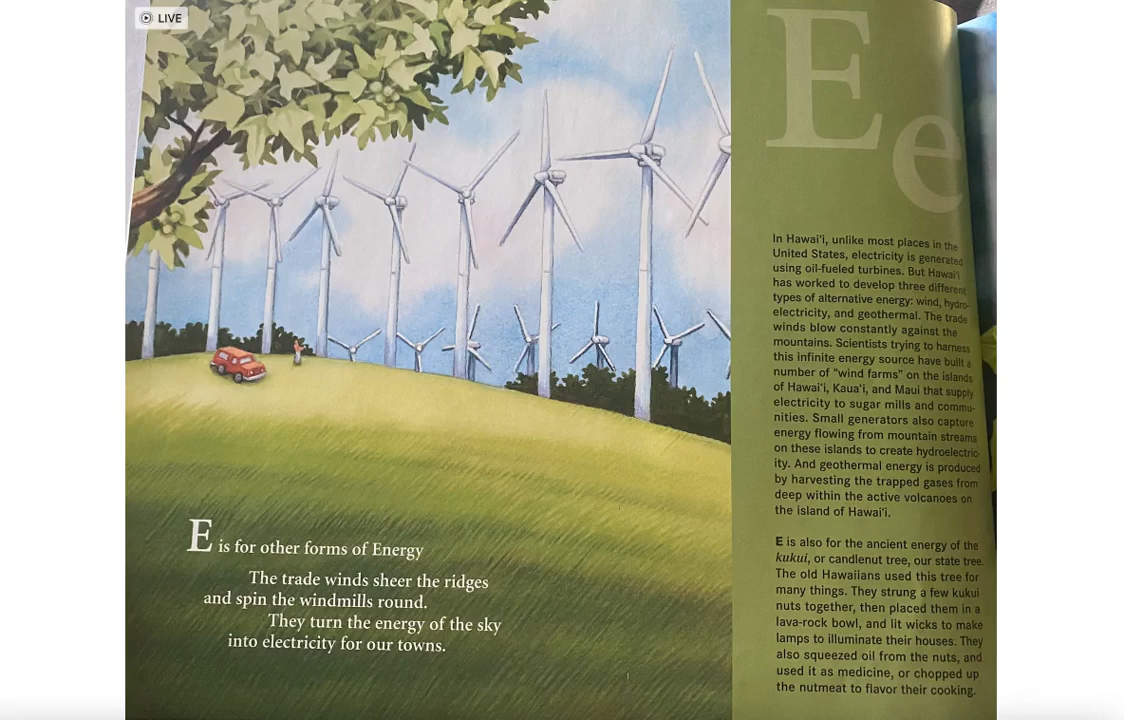 LIVE
E is for other forms of Energy
The trade winds sheer the ridges
and spin the windmills round.
They turn the energy of the sky
into electricity for our towns.
E e
In Hawai‘i, unlike most places in the
United States, electricity is generated
using oil-fueled turbines. But Hawai‘i
has worked to develop three different
types of alternative energy: wind, hydro-
electricity, and geothermal. The trade
winds blow constantly against the
mountains. Scientists trying to harness
this infinite energy source have built a
number of “wind farms” on the islands
of Hawai‘i, Kaua‘i, and Maui that supply
electricity to sugar mills and commu-
nities. Small generators also capture
energy flowing from mountain streams
on these islands to create hydroelectric-
ity. And geothermal energy is produced
by harvesting the trapped gases from
deep within the active volcanoes on
the island of Hawai‘i.
E is also for the ancient energy of the
kukui, or candlenut tree, our state tree.
The old Hawaiians used this tree for
many things. They strung a few kukui
nuts together, then placed them in a
lava-rock bowl, and lit wicks to make
lamps to illuminate their houses. They
also squeezed oil from the nuts, and
used it as medicine, or chopped up
the nutmeat to flavor their cooking.